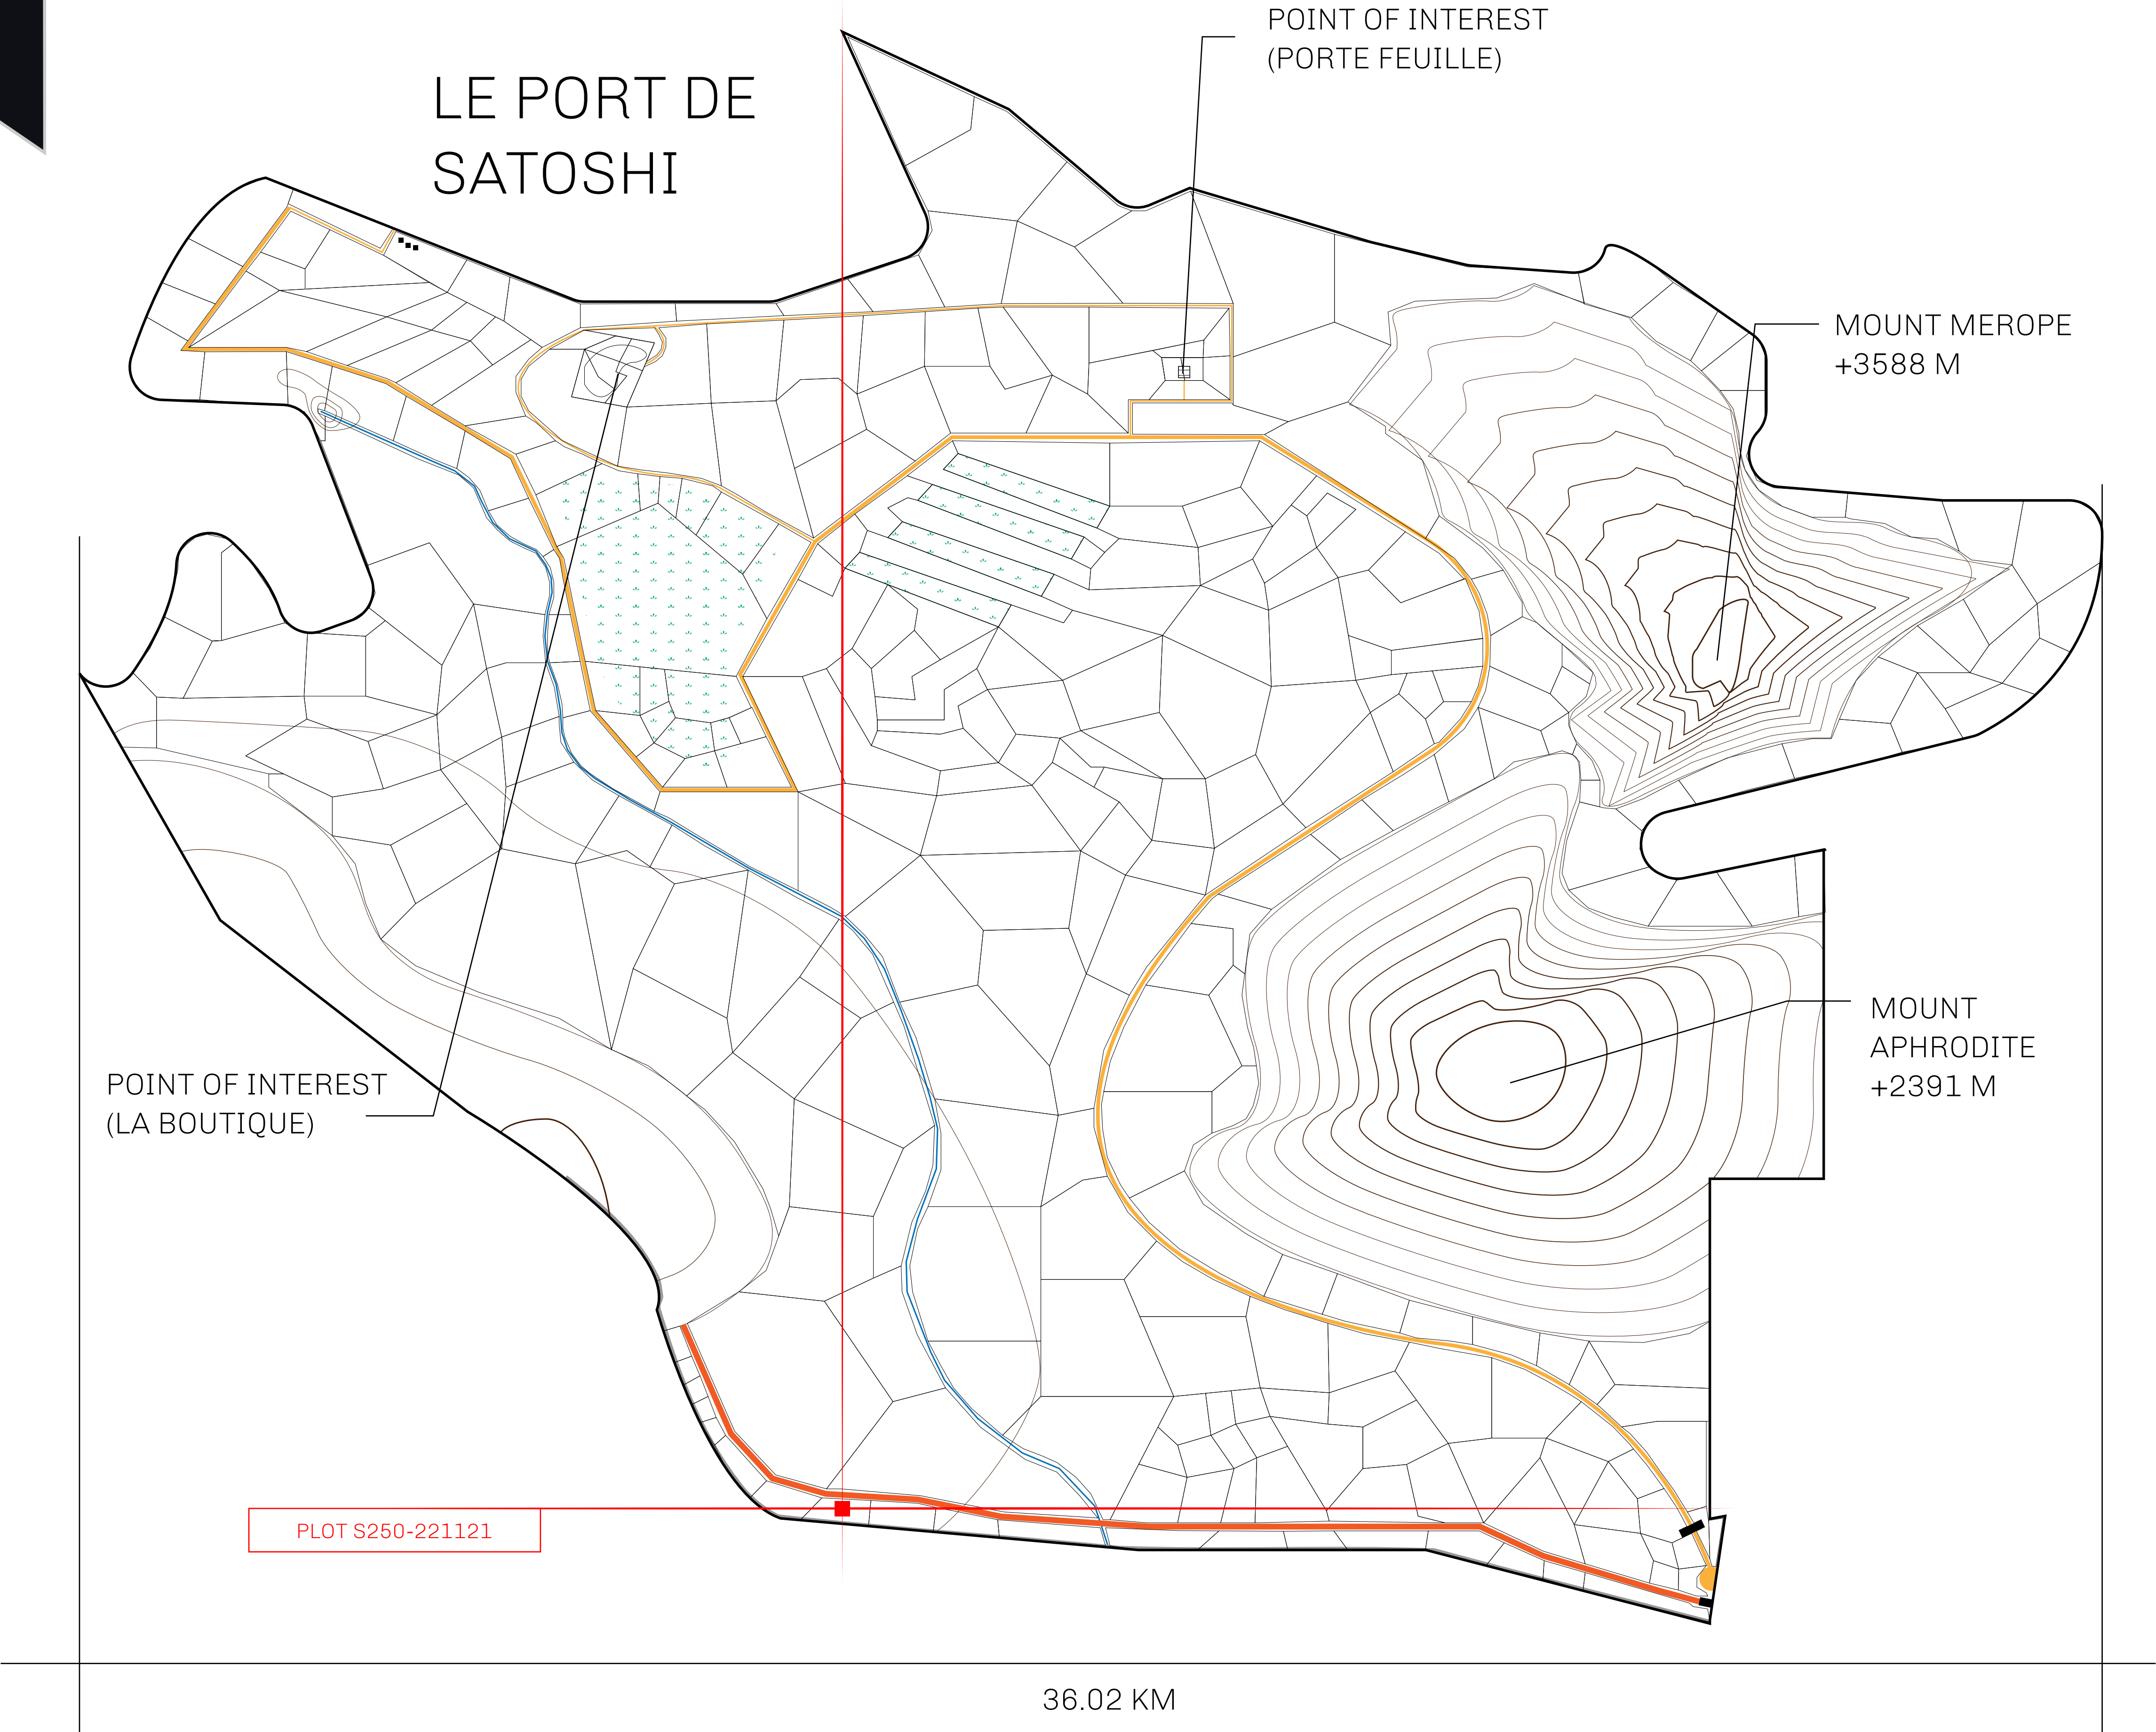 POINT OF INTEREST
(PORTE FEUILLE)
LE PORT DE
SATOSHI
MOUNT MEROPE
+3588 M
MOUNT
APHRODITE
+2391 M
POINT OF INTEREST
(LA BOUTIQUE)
PLOT S250-221121
36.02 KM